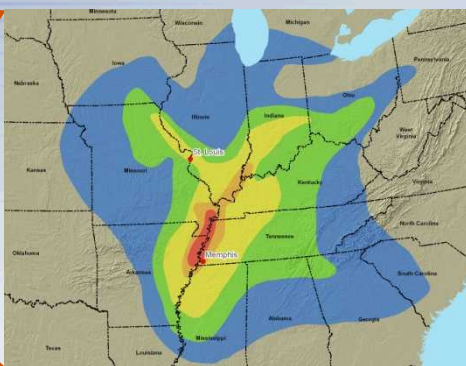 Minnesota
Wisconsin
Michigan
Iowa
Nebraska
Pennsylvania
Ohio
Illinois
Indiana
West
Virginia
St. Louis
Kansas
Missouri
Kentucky
Virginia
North Carolina
Tennessee
Oklahoma
Memphis
Arkansas
South Carolina
Mississippi
Alabama
Georgia
Texas
Louisiana